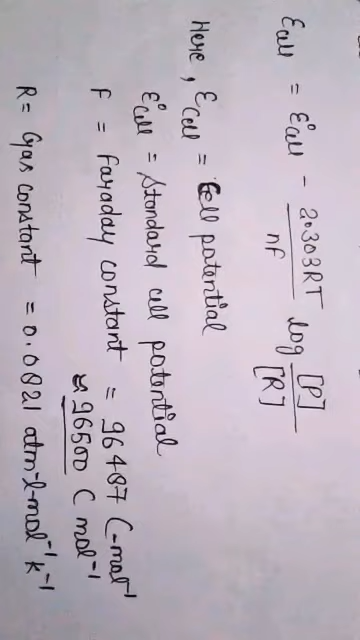 Ecell = E°cell - 2.303RT/nF log [P]/[R]
Here, Ecell = Cell potential
E°cell = Standard cell potential
F = Faraday constant = 96487 C-mol⁻¹
≈ 96500 C mol⁻¹
R = Gas constant = 0.0821 atm-l-mol⁻¹ k⁻¹